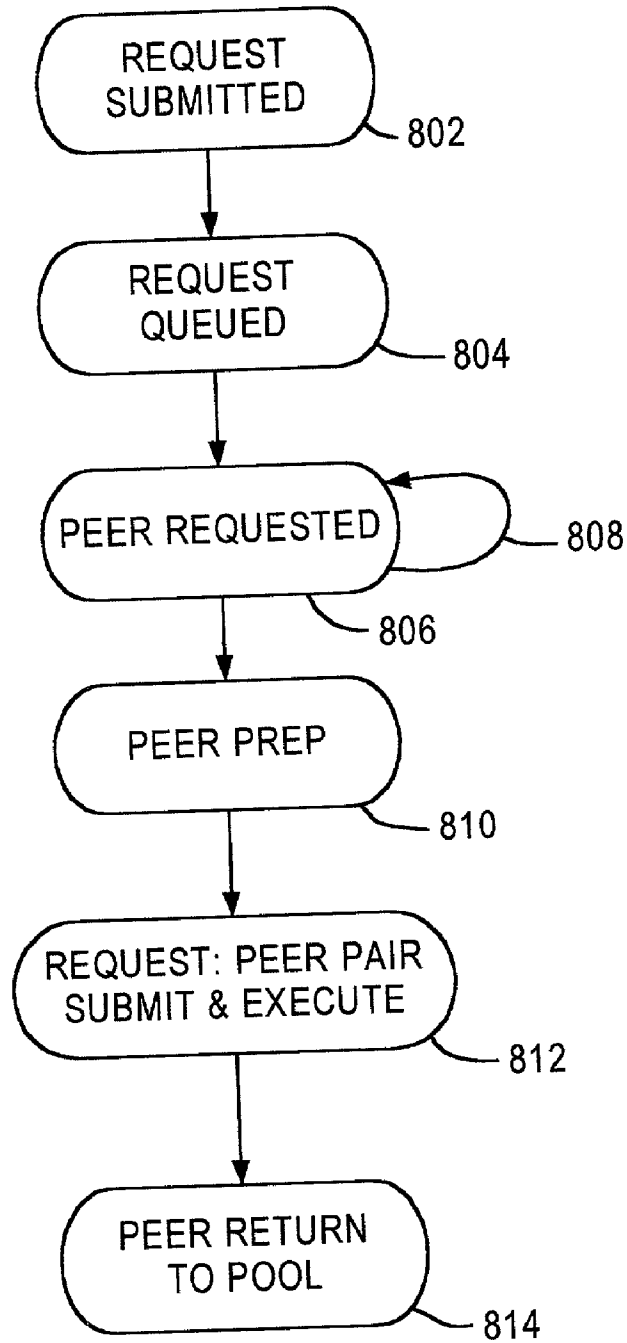 REQUEST
SUBMITTED
802
REQUEST
QUEUED
804
PEER REQUESTED
808
806
PEER PREP
810
REQUEST: PEER PAIR
SUBMIT & EXECUTE
812
PEER RETURN
TO POOL
814